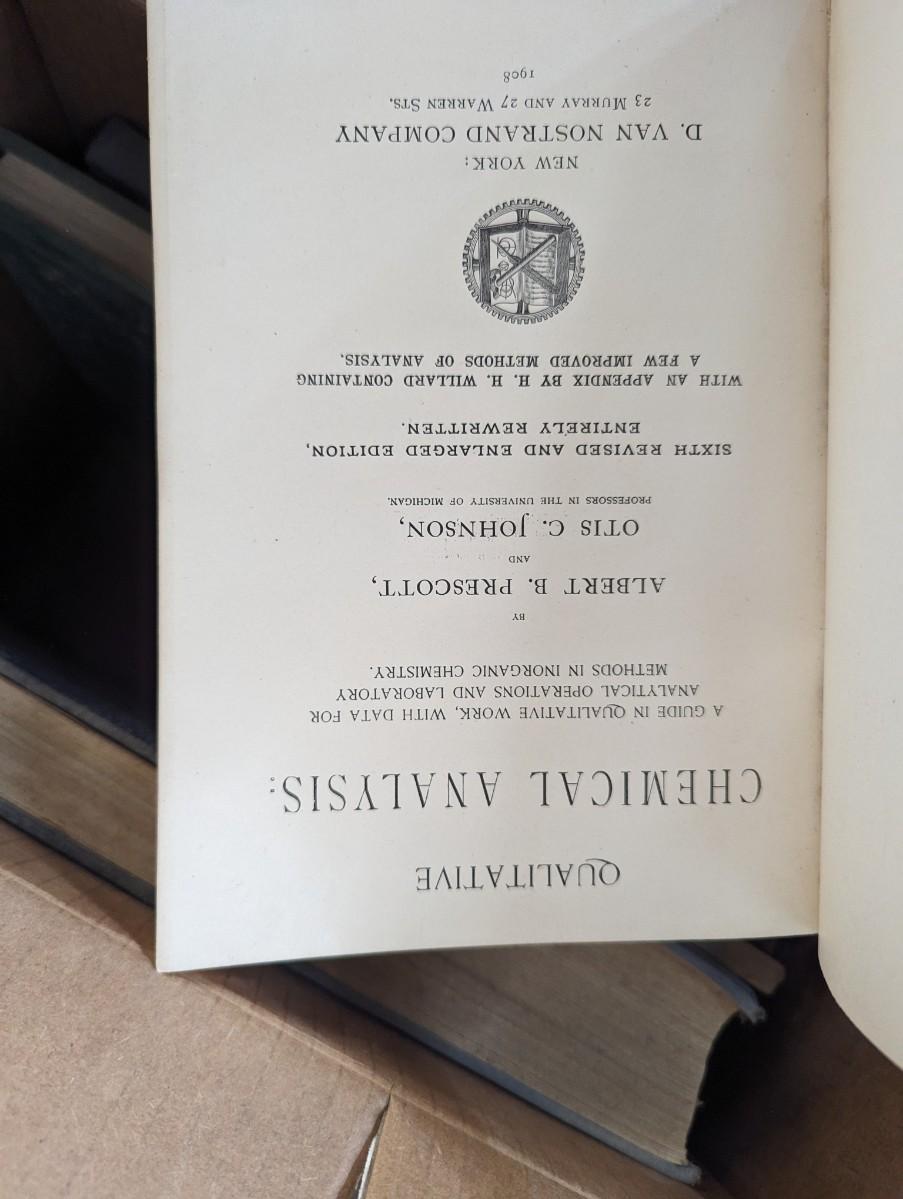 QUALITATIVE
CHEMICAL ANALYSIS:
A GUIDE IN QUALITATIVE WORK, WITH DATA FOR
ANALYTICAL OPERATIONS AND LABORATORY
METHODS IN INORGANIC CHEMISTRY.
BY
ALBERT B. PRESCOTT,
AND
OTIS C. JOHNSON,
PROFESSORS IN THE UNIVERSITY OF MICHIGAN.
SIXTH REVISED AND ENLARGED EDITION,
ENTIRELY REWRITTEN.
WITH AN APPENDIX BY H. H. WILLARD CONTAINING
A FEW IMPROVED METHODS OF ANALYSIS.
NEW YORK:
D. VAN NOSTRAND COMPANY
23 MURRAY AND 27 WARREN STS.
1908